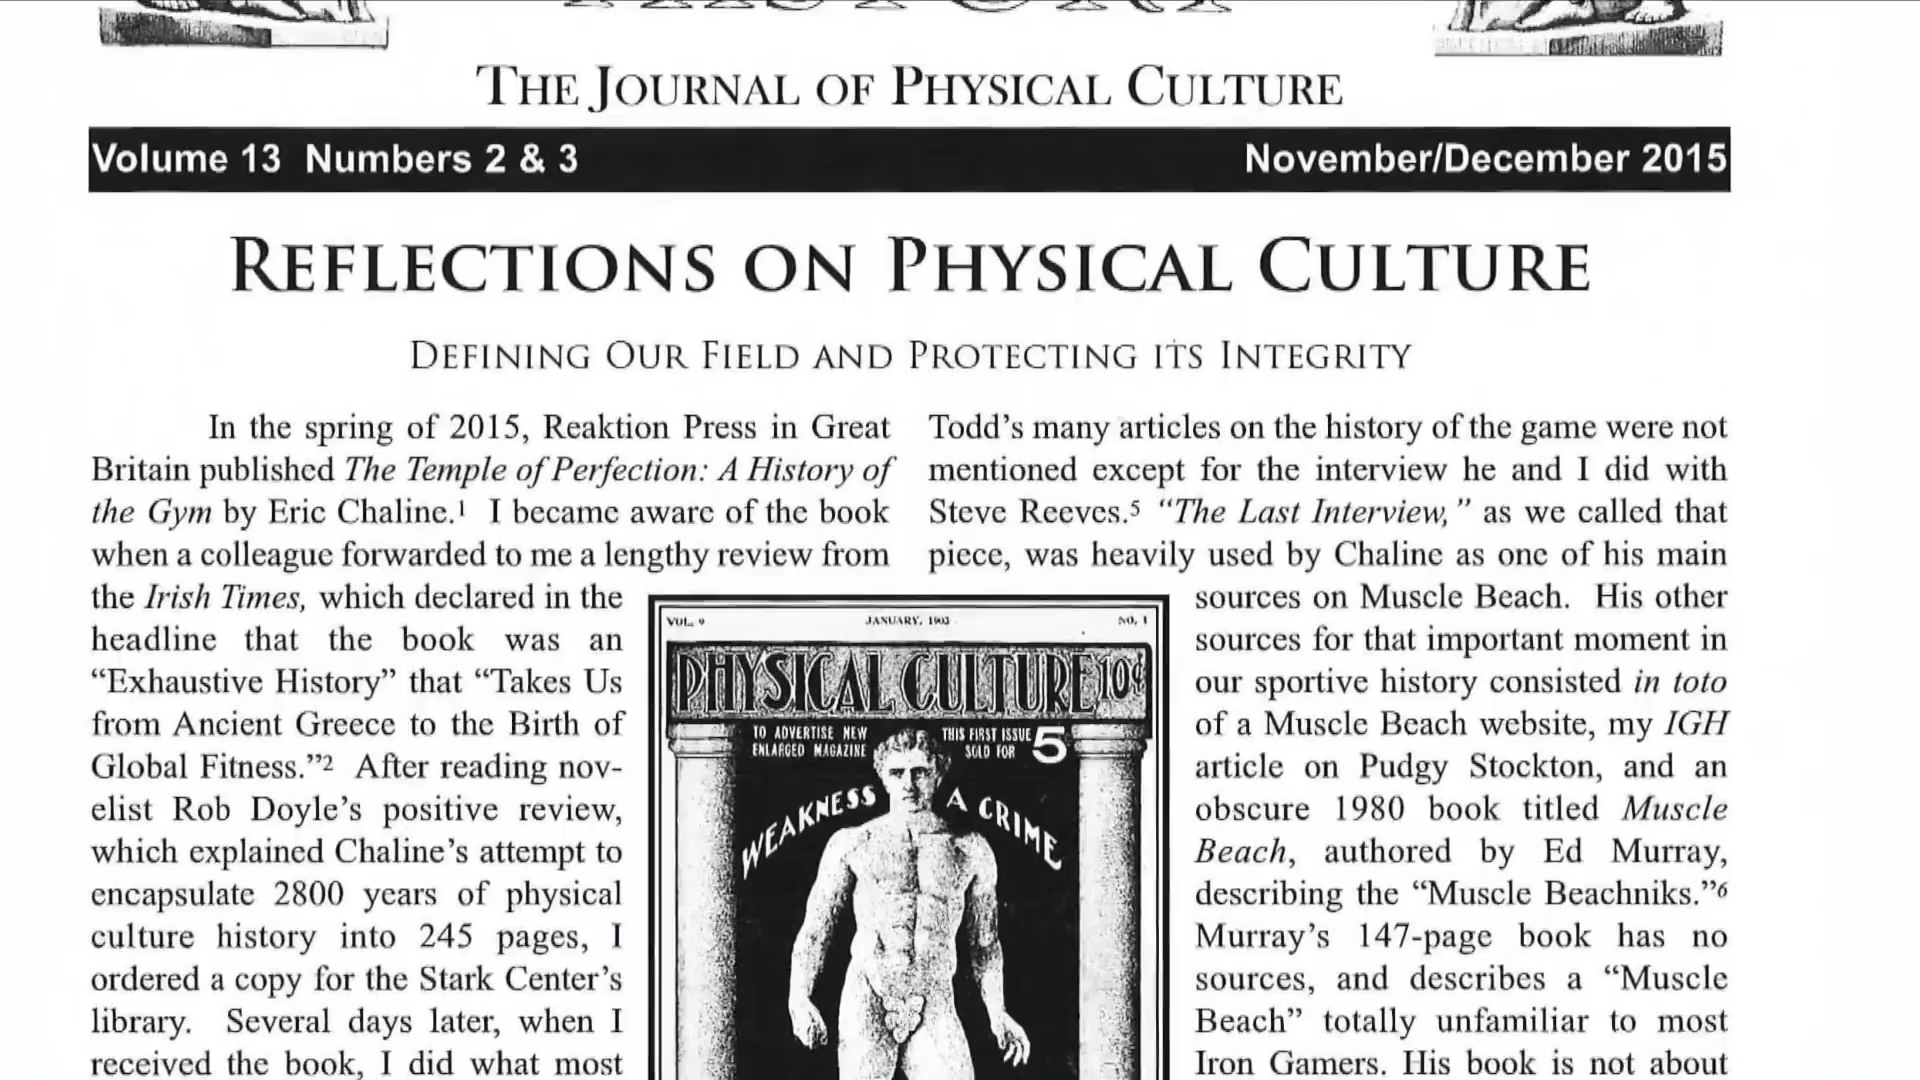 HISTORY
THE JOURNAL OF PHYSICAL CULTURE
Volume 13 Numbers 2 & 3
November/December 2015
REFLECTIONS ON PHYSICAL CULTURE
DEFINING OUR FIELD AND PROTECTING ITS INTEGRITY
In the spring of 2015, Reaktion Press in Great
Britain published The Temple of Perfection: A History of
the Gym by Eric Chaline.¹ I became aware of the book
when a colleague forwarded to me a lengthy review from
the Irish Times, which declared in the
headline that the book was an
“Exhaustive History” that “Takes Us
from Ancient Greece to the Birth of
Global Fitness.”² After reading nov-
elist Rob Doyle’s positive review,
which explained Chaline’s attempt to
encapsulate 2800 years of physical
culture history into 245 pages, I
ordered a copy for the Stark Center’s
library. Several days later, when I
received the book, I did what most
VOL. 9 JANUARY, 1903 NO. 1
PHYSICAL CULTURE 10¢
TO ADVERTISE NEW
ENLARGED MAGAZINE
THIS FIRST ISSUE
SOLD FOR 5
WEAKNESS A CRIME
Todd’s many articles on the history of the game were not
mentioned except for the interview he and I did with
Steve Reeves.⁵ “The Last Interview,” as we called that
piece, was heavily used by Chaline as one of his main
sources on Muscle Beach. His other
sources for that important moment in
our sportive history consisted in toto
of a Muscle Beach website, my IGH
article on Pudgy Stockton, and an
obscure 1980 book titled Muscle
Beach, authored by Ed Murray,
describing the “Muscle Beachniks.”⁶
Murray’s 147-page book has no
sources, and describes a “Muscle
Beach” totally unfamiliar to most
Iron Gamers. His book is not about